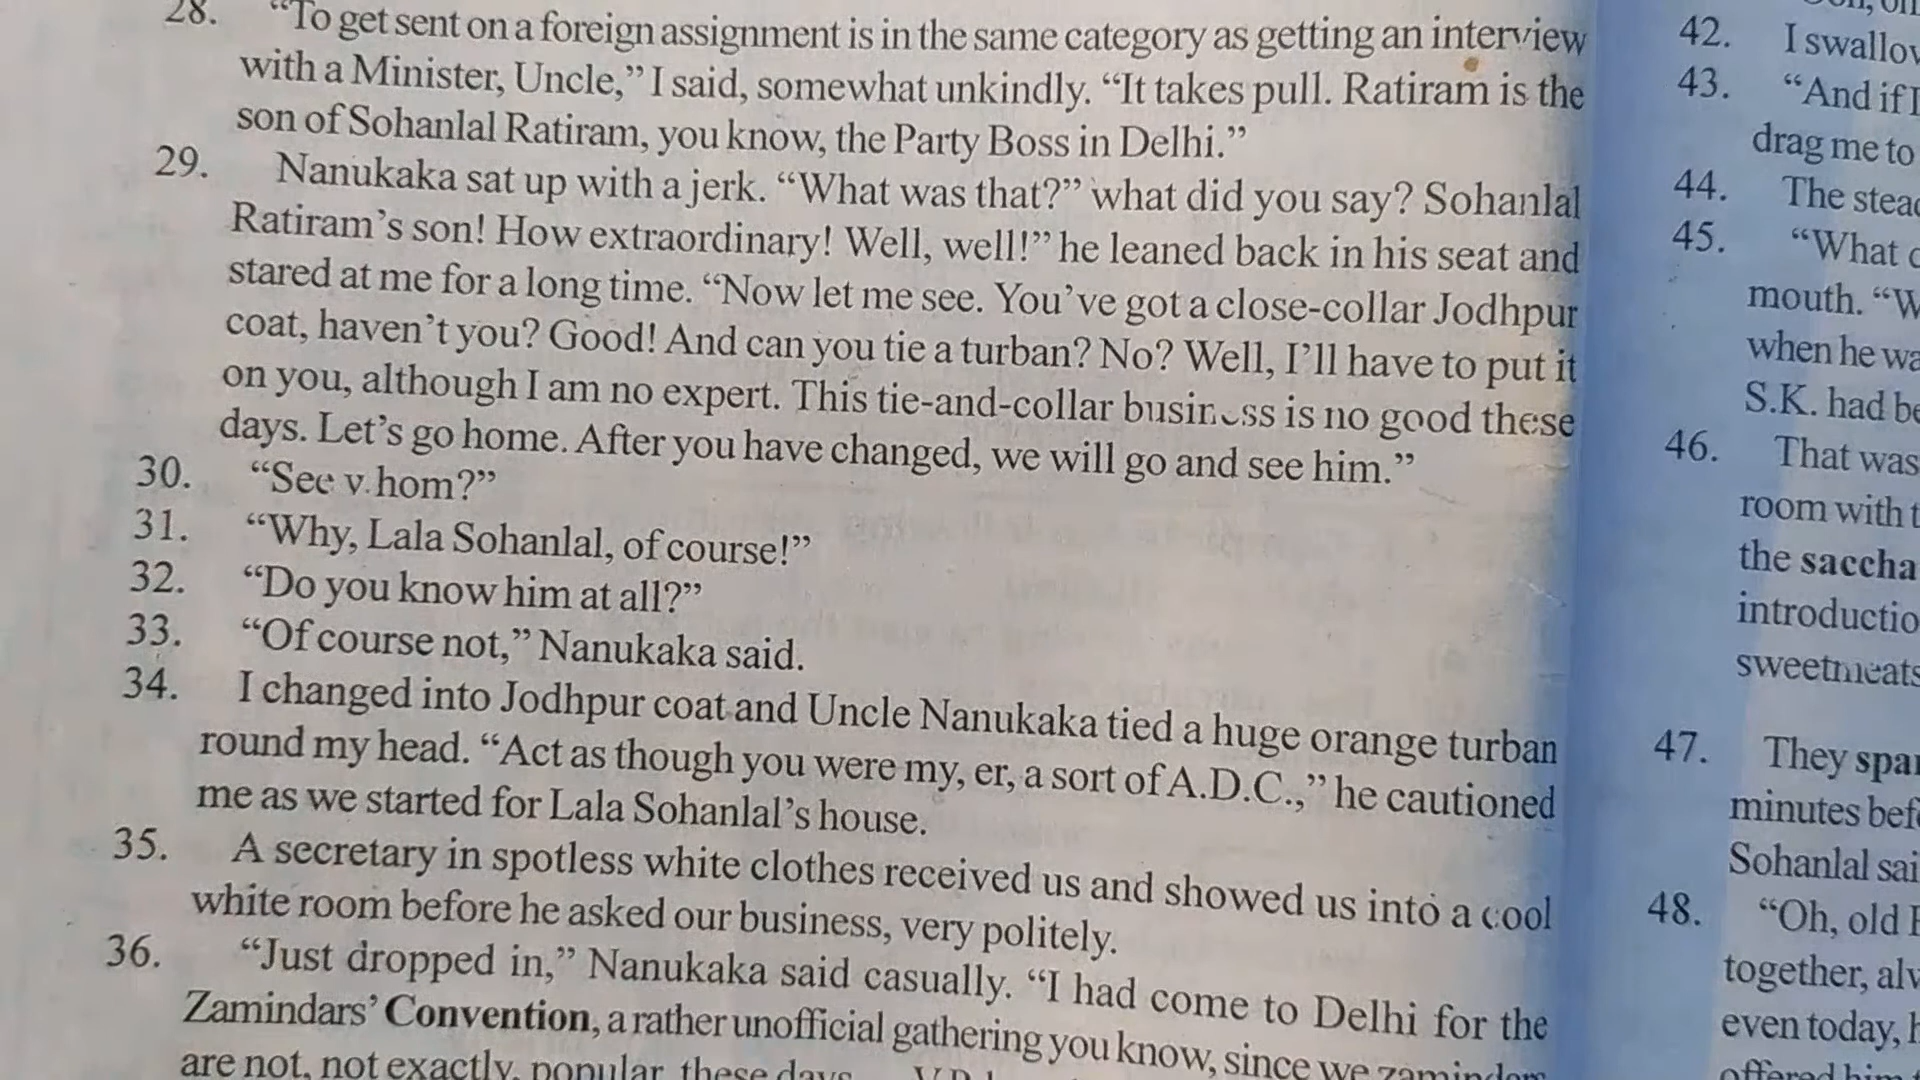 28. "To get sent on a foreign assignment is in the same category as getting an interview
with a Minister, Uncle," I said, somewhat unkindly. "It takes pull. Ratiram is the
son of Sohanlal Ratiram, you know, the Party Boss in Delhi."
29. Nanukaka sat up with a jerk. "What was that?" what did you say? Sohanlal
Ratiram's son! How extraordinary! Well, well!" he leaned back in his seat and
stared at me for a long time. "Now let me see. You've got a close-collar Jodhpur
coat, haven't you? Good! And can you tie a turban? No? Well, I'll have to put it
on you, although I am no expert. This tie-and-collar business is no good these
days. Let's go home. After you have changed, we will go and see him."
30. "See whom?"
31. "Why, Lala Sohanlal, of course!"
32. "Do you know him at all?"
33. "Of course not," Nanukaka said.
34. I changed into Jodhpur coat and Uncle Nanukaka tied a huge orange turban
round my head. "Act as though you were my, er, a sort of A.D.C.," he cautioned
me as we started for Lala Sohanlal's house.
35. A secretary in spotless white clothes received us and showed us into a cool
white room before he asked our business, very politely.
36. "Just dropped in," Nanukaka said casually. "I had come to Delhi for the
Zamindars' Convention, a rather unofficial gathering you know, since we zamindars
are not, not exactly, popular these days
42. I
43. "And if I
drag me to
44. The
45. "What
mouth.
when he
S.K. had
46. That was
room with
the
47. They
minutes
Sohanlal
48. "Oh, old
together,
even today,
offered him